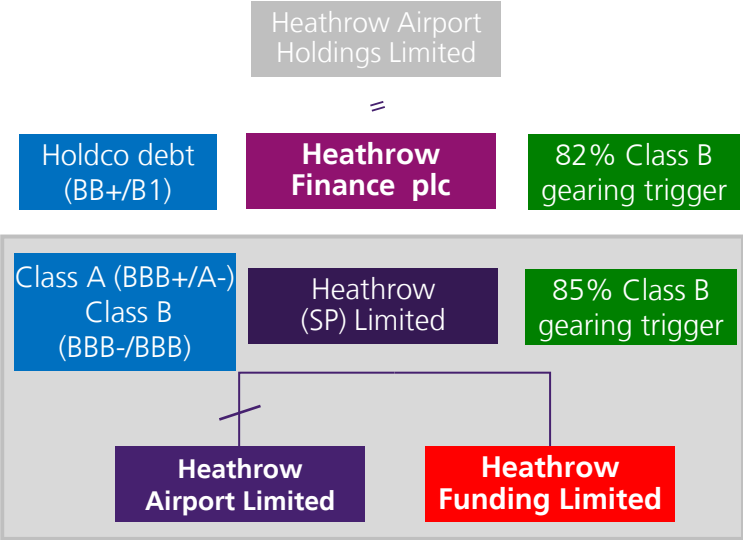 Heathrow Airport
Holdings Limited
=
Holdco debt
(BB+/B1)
Heathrow
Finance plc
82% Class B
gearing trigger
Class A (BBB+/A-)
Class B
(BBB-/BBB)
Heathrow
(SP) Limited
85% Class B
gearing trigger
Heathrow
Airport Limited
Heathrow
Funding Limited